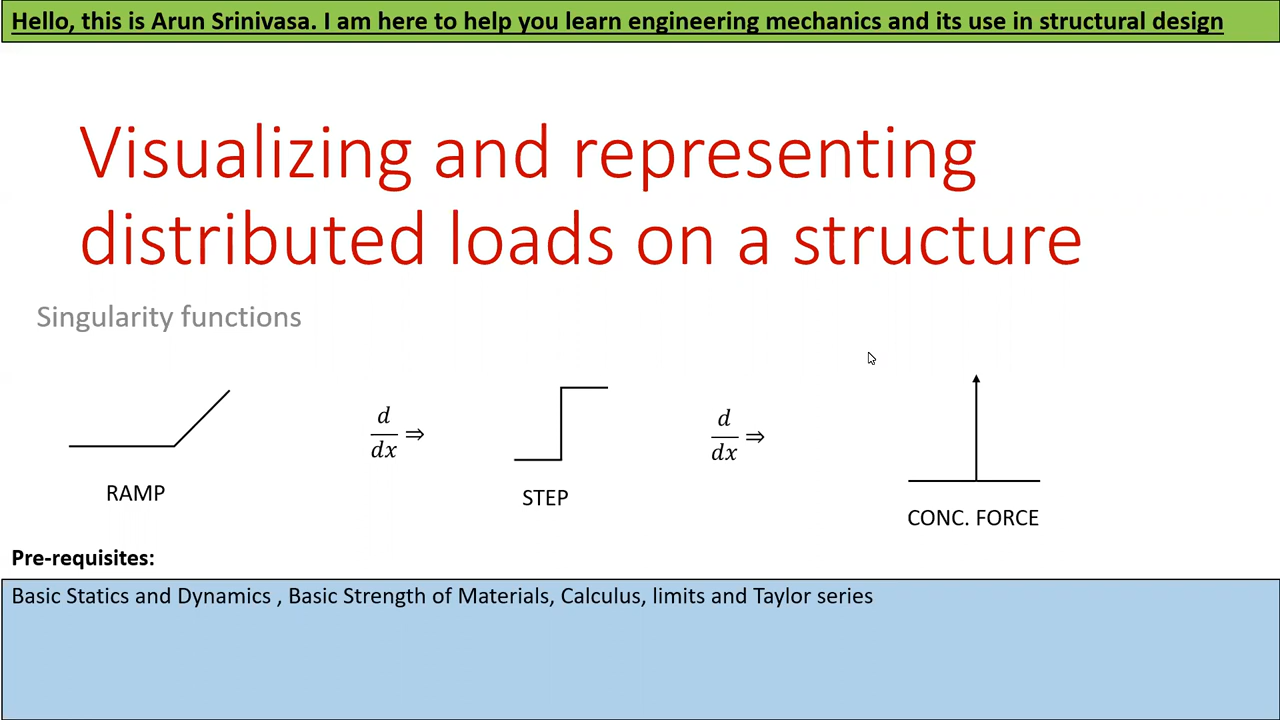 Hello, this is Arun Srinivasa. I am here to help you learn engineering mechanics and its use in structural design
Visualizing and representing
distributed loads on a structure
Singularity functions
d/dx ⇒
d/dx ⇒
RAMP
STEP
CONC. FORCE
Pre-requisites:
Basic Statics and Dynamics , Basic Strength of Materials, Calculus, limits and Taylor series